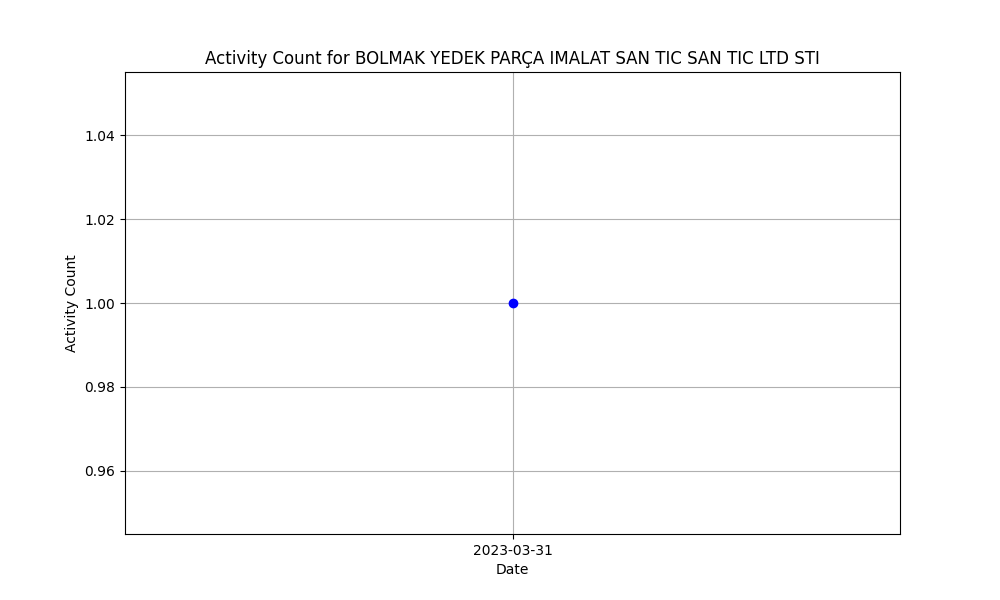 Activity Count for BOLMAK YEDEK PARÇA IMALAT SAN TIC SAN TIC LTD STI
1.04
1.02
1.00
0.98
0.96
Activity Count
2023-03-31
Date